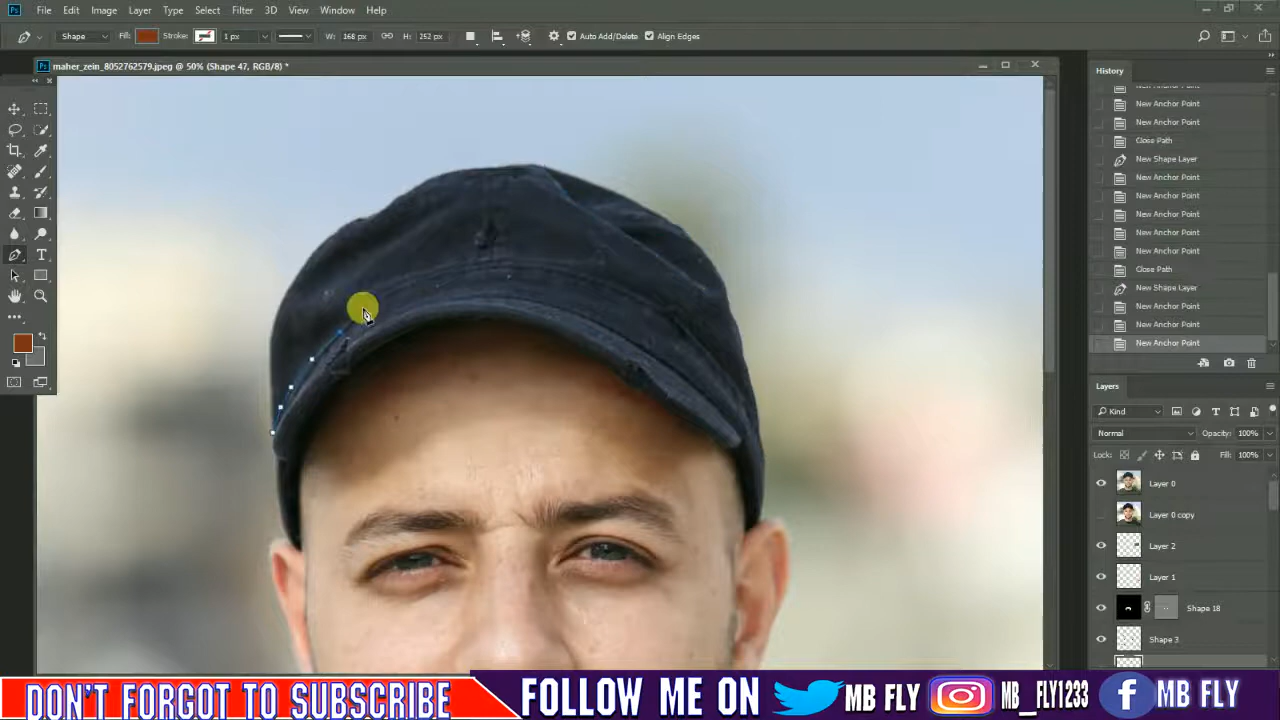 Ps File Edit Image Layer Type Select Filter 3D View Window Help
Shape Fill: Stroke: 1 px W: 168 px H: 252 px Auto Add/Delete Align Edges
Ps maher_zein_8052762579.jpeg @ 50% (Shape 47, RGB/8) *
T
History
New Anchor Point
New Anchor Point
New Anchor Point
Close Path
New Shape Layer
New Anchor Point
New Anchor Point
New Anchor Point
New Anchor Point
New Anchor Point
Close Path
New Shape Layer
New Anchor Point
New Anchor Point
New Anchor Point
Layers
Kind T
Normal Opacity: 100%
Lock: Fill: 100%
Layer 0
Layer 0 copy
Layer 2
Layer 1
Shape 18
Shape 3
DON'T FORGOT TO SUBSCRIBE FOLLOW ME ON MB FLY MB_FLY1233 f MB FLY